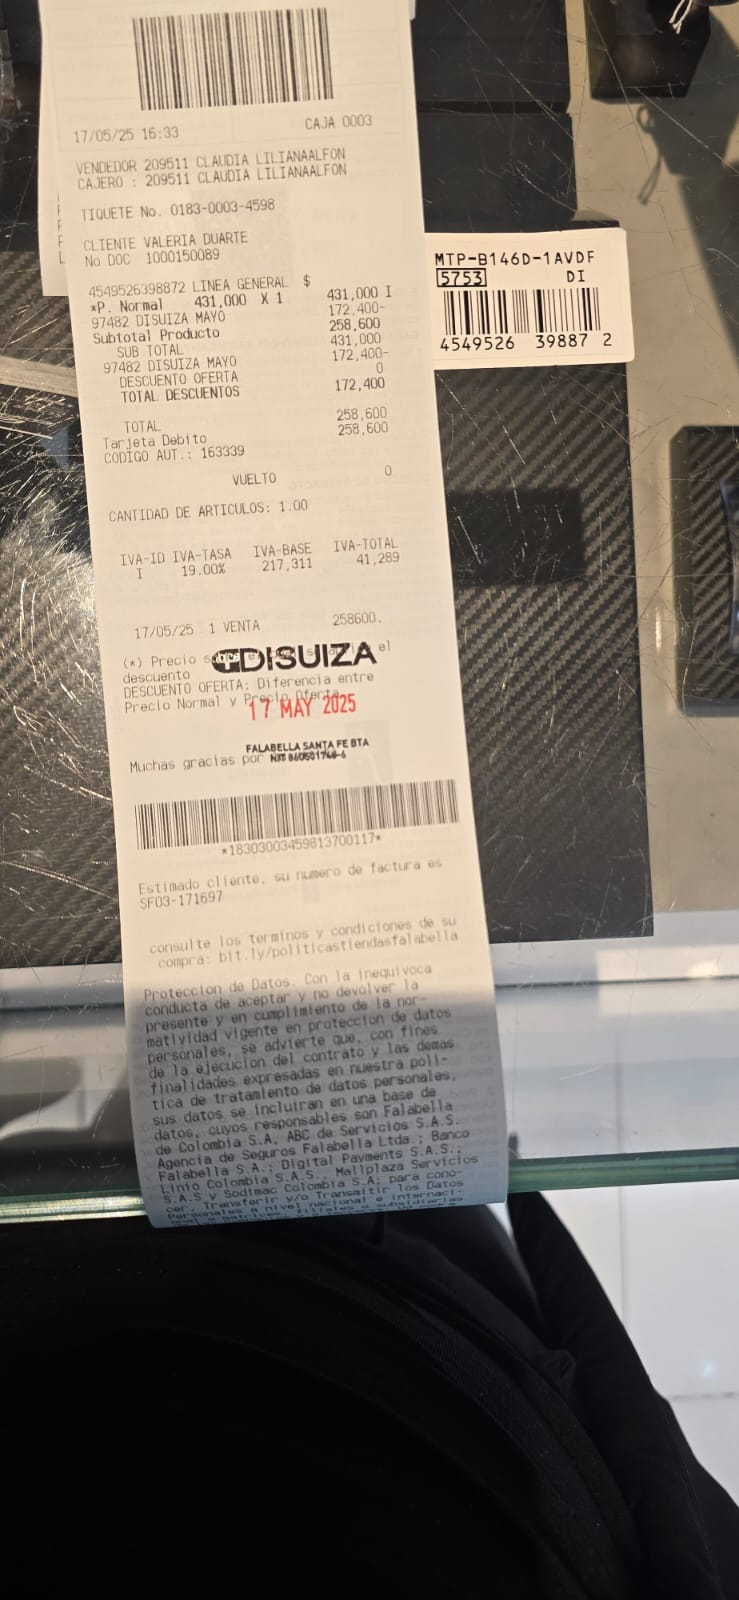 17/05/25 16:33 CAJA 0003
VENDEDOR 209511 CLAUDIA LILIANAALFON
CAJERO : 209511 CLAUDIA LILIANAALFON
TIQUETE No. 0183-0003-4598
CLIENTE VALERIA DUARTE
No DOC 1000150089
4549526398872 LINEA GENERAL $
*P. Normal 431,000 X 1 431,000 I
97482 DISUIZA MAYO 172,400-
Subtotal Producto 258,600
SUB TOTAL 431,000
97482 DISUIZA MAYO 172,400-
DESCUENTO OFERTA 0
TOTAL DESCUENTOS 172,400
TOTAL 258,600
Tarjeta Debito 258,600
CODIGO AUT.: 163339
VUELTO 0
CANTIDAD DE ARTICULOS: 1.00
IVA-ID IVA-TASA IVA-BASE IVA-TOTAL
I 19.00% 217,311 41,289
17/05/25 1 VENTA 258600.
(*) Precio el
DISUIZA
descuento
DESCUENTO OFERTA: Diferencia entre
Precio Normal y Precio Oferta.
17 MAY 2025
FALABELLA SANTA FE BTA
Muchas gracias por
NIT 860501748-6
*18303003459813700117*
Estimado cliente, su numero de factura es
SF03-171697
consulte los terminos y condiciones de su
compra: bit.ly/politicastiendasfalabella
Proteccion de Datos. Con la inequivoca
conducta de aceptar y no devolver la
presente y en cumplimiento de la nor-
matividad vigente en proteccion de datos
personales, se advierte que, con fines
de la ejecucion del contrato y las demas
finalidades expresadas en nuestra poli-
tica de tratamiento de datos personales,
sus datos se incluiran en una base de
datos, cuyos responsables son Falabella
de Colombia S.A, ABC de Servicios S.A.S.
Agencia de Seguros Falabella Ltda.; Banco
Falabella S.A.; Digital Payments S.A.S.;
Linio Colombia S.A.S., Mallplaza Servicios
S.A.S y Sodimac Colombia S.A; para cono-
cer, Transferir y/o Transmitir los Datos
Personales a nivel nacional e internaci-
MTP-B146D-1AVDF
5753 DI
4549526 39887 2